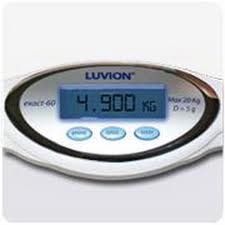 LUVION
exact-60
4.900 KG
Max 20 Kg
D = 5 g